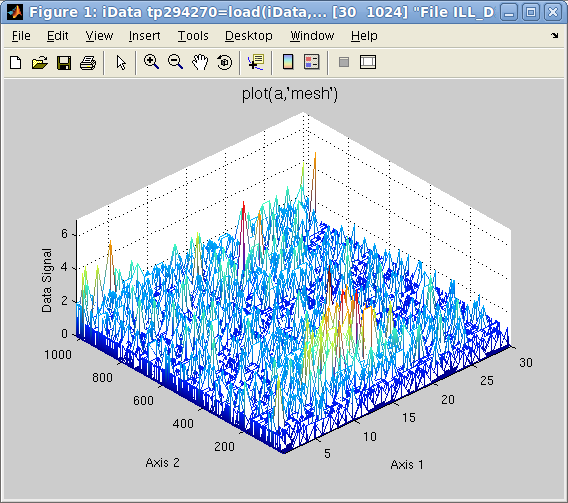 Figure 1: iData tp294270=load(iData,... [30 1024] "File ILL_D
File Edit View Insert Tools Desktop Window Help
plot(a,'mesh')
6
4
2
0
Data Signal
1000
800
600
400
200
Axis 2
5
10
15
20
25
30
Axis 1